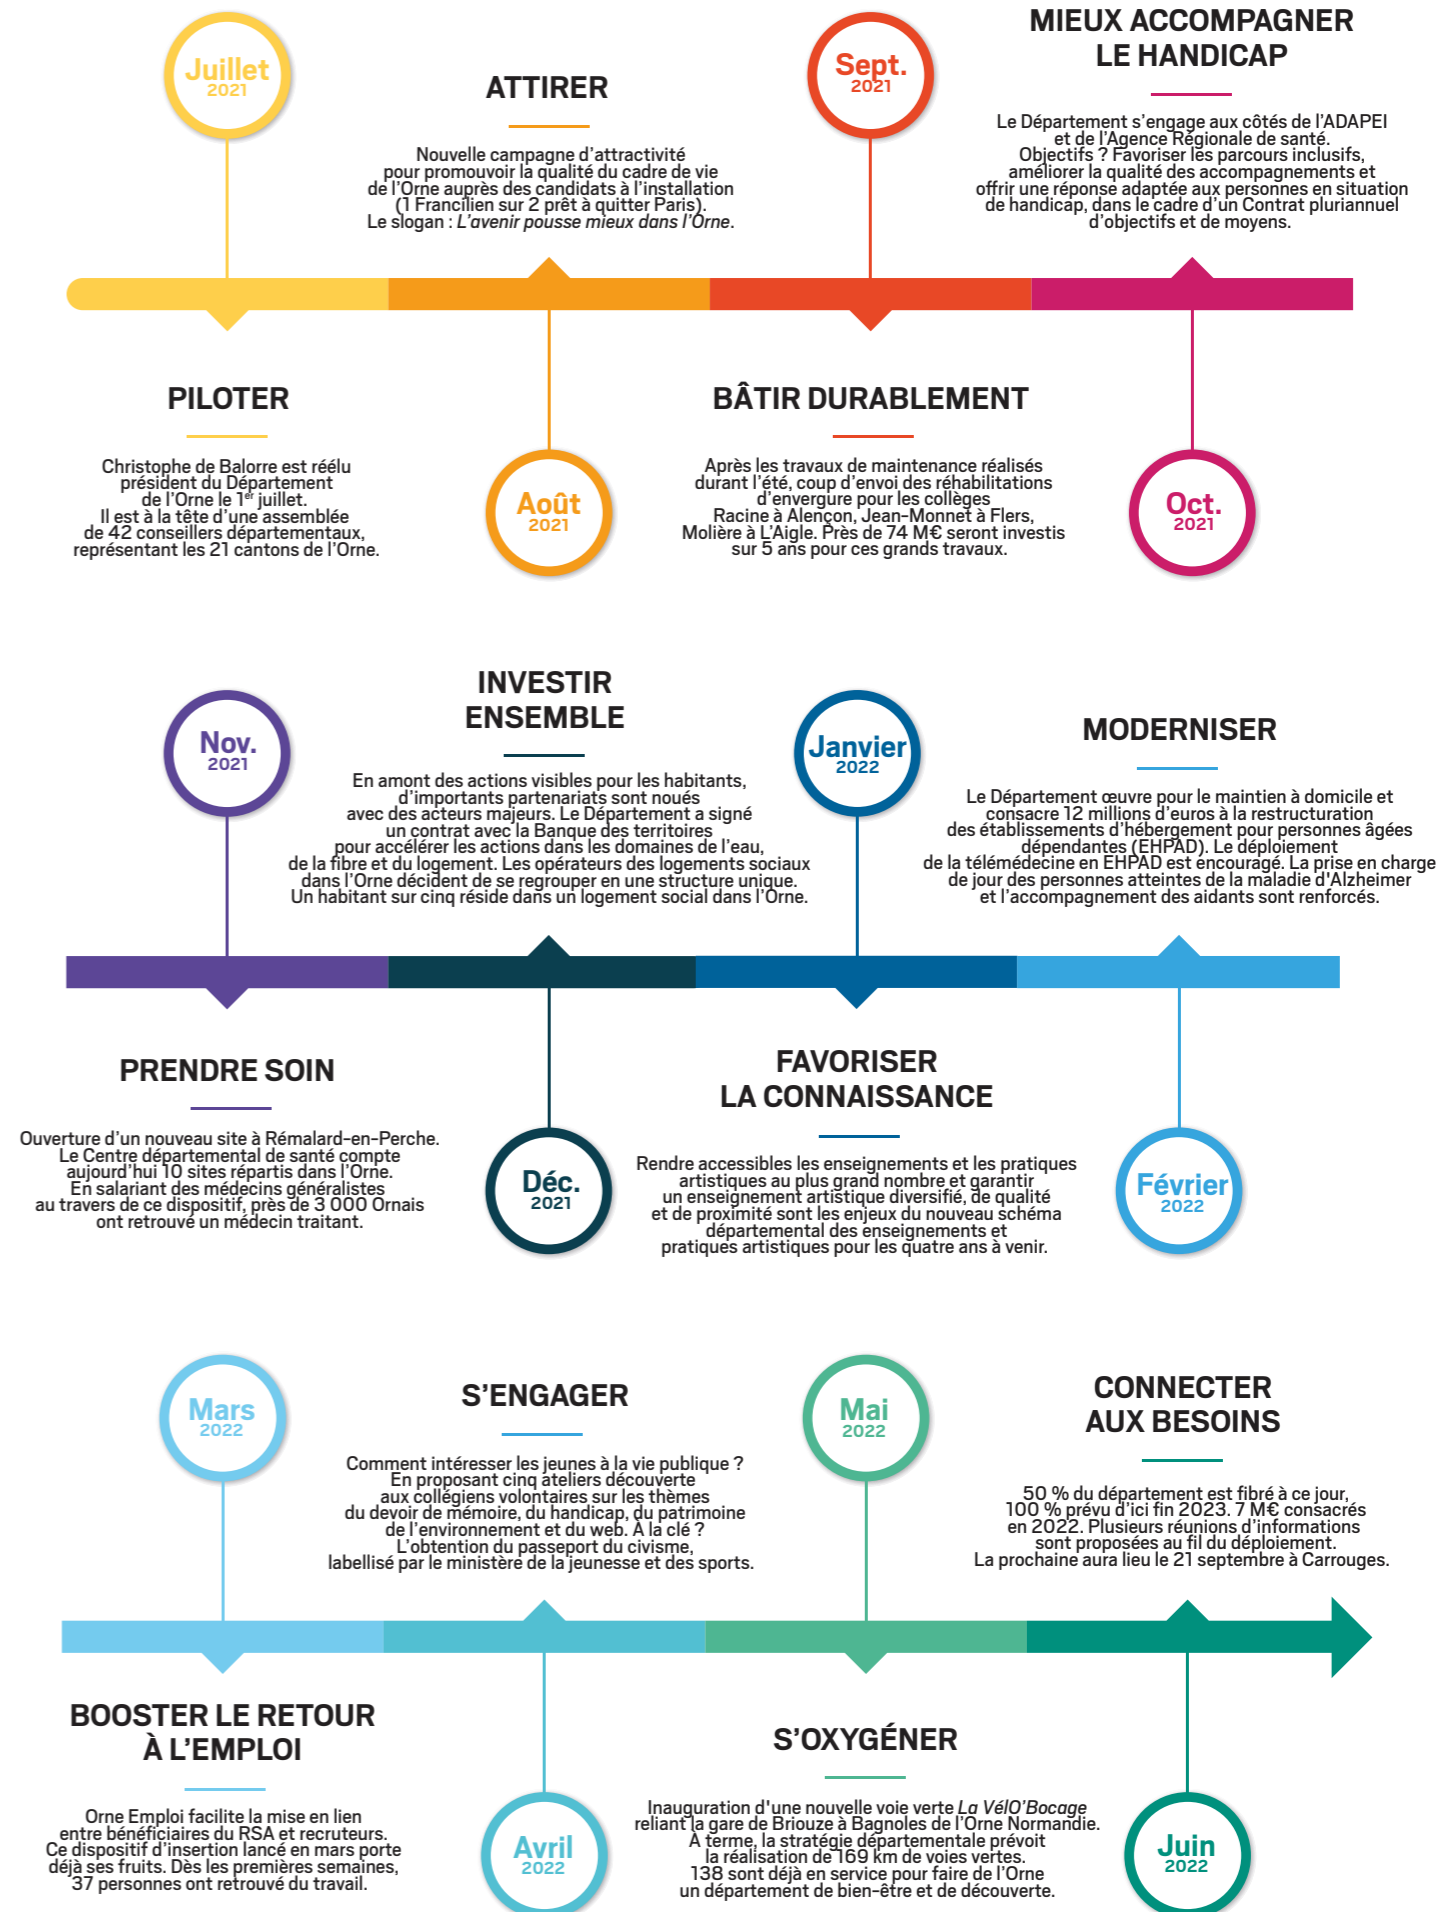 Juillet
2021
PILOTER
Christophe de Balorre est réélu
président du Département
de l'Orne le 1er juillet.
Il est à la tête d'une assemblée
de 42 conseillers départementaux,
représentant les 21 cantons de l'Orne.
ATTIRER
Nouvelle campagne d'attractivité
pour promouvoir la qualité du cadre de vie
de l'Orne auprès des candidats à l'installation
(1 Francilien sur 2 prêt à quitter Paris).
Le slogan : L'avenir pousse mieux dans l'Orne.
Août
2021
Sept.
2021
BÂTIR DURABLEMENT
Après les travaux de maintenance réalisés
durant l'été, coup d'envoi des réhabilitations
d'envergure pour les collèges
Racine à Alençon, Jean-Monnet à Flers,
Molière à L'Aigle. Près de 74 M€ seront investis
sur 5 ans pour ces grands travaux.
MIEUX ACCOMPAGNER
LE HANDICAP
Le Département s'engage aux côtés de l'ADAPEI
et de l'Agence Régionale de santé.
Objectifs ? Favoriser les parcours inclusifs,
améliorer la qualité des accompagnements et
offrir une réponse adaptée aux personnes en situation
de handicap, dans le cadre d'un Contrat pluriannuel
d'objectifs et de moyens.
Oct.
2021
Nov.
2021
PRENDRE SOIN
Ouverture d'un nouveau site à Rémalard-en-Perche.
Le Centre départemental de santé compte
aujourd'hui 10 sites répartis dans l'Orne.
En salariant des médecins généralistes
au travers de ce dispositif, près de 3 000 Ornais
ont retrouvé un médecin traitant.
INVESTIR
ENSEMBLE
En amont des actions visibles pour les habitants,
d'importants partenariats sont noués
avec des acteurs majeurs. Le Département a signé
un contrat avec la Banque des territoires
pour accélérer les actions dans les domaines de l'eau,
de la fibre et du logement. Les opérateurs des logements sociaux
dans l'Orne décident de se regrouper en une structure unique.
Un habitant sur cinq réside dans un logement social dans l'Orne.
Déc.
2021
Janvier
2022
FAVORISER
LA CONNAISSANCE
Rendre accessibles les enseignements et les pratiques
artistiques au plus grand nombre et garantir
un enseignement artistique diversifié, de qualité
et de proximité sont les enjeux du nouveau schéma
départemental des enseignements et
pratiques artistiques pour les quatre ans à venir.
MODERNISER
Le Département œuvre pour le maintien à domicile et
consacre 12 millions d'euros à la restructuration
des établissements d'hébergement pour personnes âgées
dépendantes (EHPAD). Le déploiement
de la télémédecine en EHPAD est encouragé. La prise en charge
de jour des personnes atteintes de la maladie d'Alzheimer
et l'accompagnement des aidants sont renforcés.
Février
2022
Mars
2022
BOOSTER LE RETOUR
À L'EMPLOI
Orne Emploi facilite la mise en lien
entre bénéficiaires du RSA et recruteurs.
Ce dispositif d'insertion lancé en mars porte
déjà ses fruits. Dès les premières semaines,
37 personnes ont retrouvé du travail.
S'ENGAGER
Comment intéresser les jeunes à la vie publique ?
En proposant cinq ateliers découverte
aux collégiens volontaires sur les thèmes
du devoir de mémoire, du handicap, du patrimoine
de l'environnement et du web. À la clé ?
L'obtention du passeport du civisme,
labellisé par le ministère de la jeunesse et des sports.
Avril
2022
Mai
2022
S'OXYGÉNER
Inauguration d'une nouvelle voie verte La VélO'Bocage
reliant la gare de Briouze à Bagnoles de l'Orne Normandie.
À terme, la stratégie départementale prévoit
la réalisation de 169 km de voies vertes.
138 sont déjà en service pour faire de l'Orne
un département de bien-être et de découverte.
CONNECTER
AUX BESOINS
50 % du département est fibré à ce jour,
100 % prévu d'ici fin 2023. 7 M€ consacrés
en 2022. Plusieurs réunions d'informations
sont proposées au fil du déploiement.
La prochaine aura lieu le 21 septembre à Carrouges.
Juin
2022